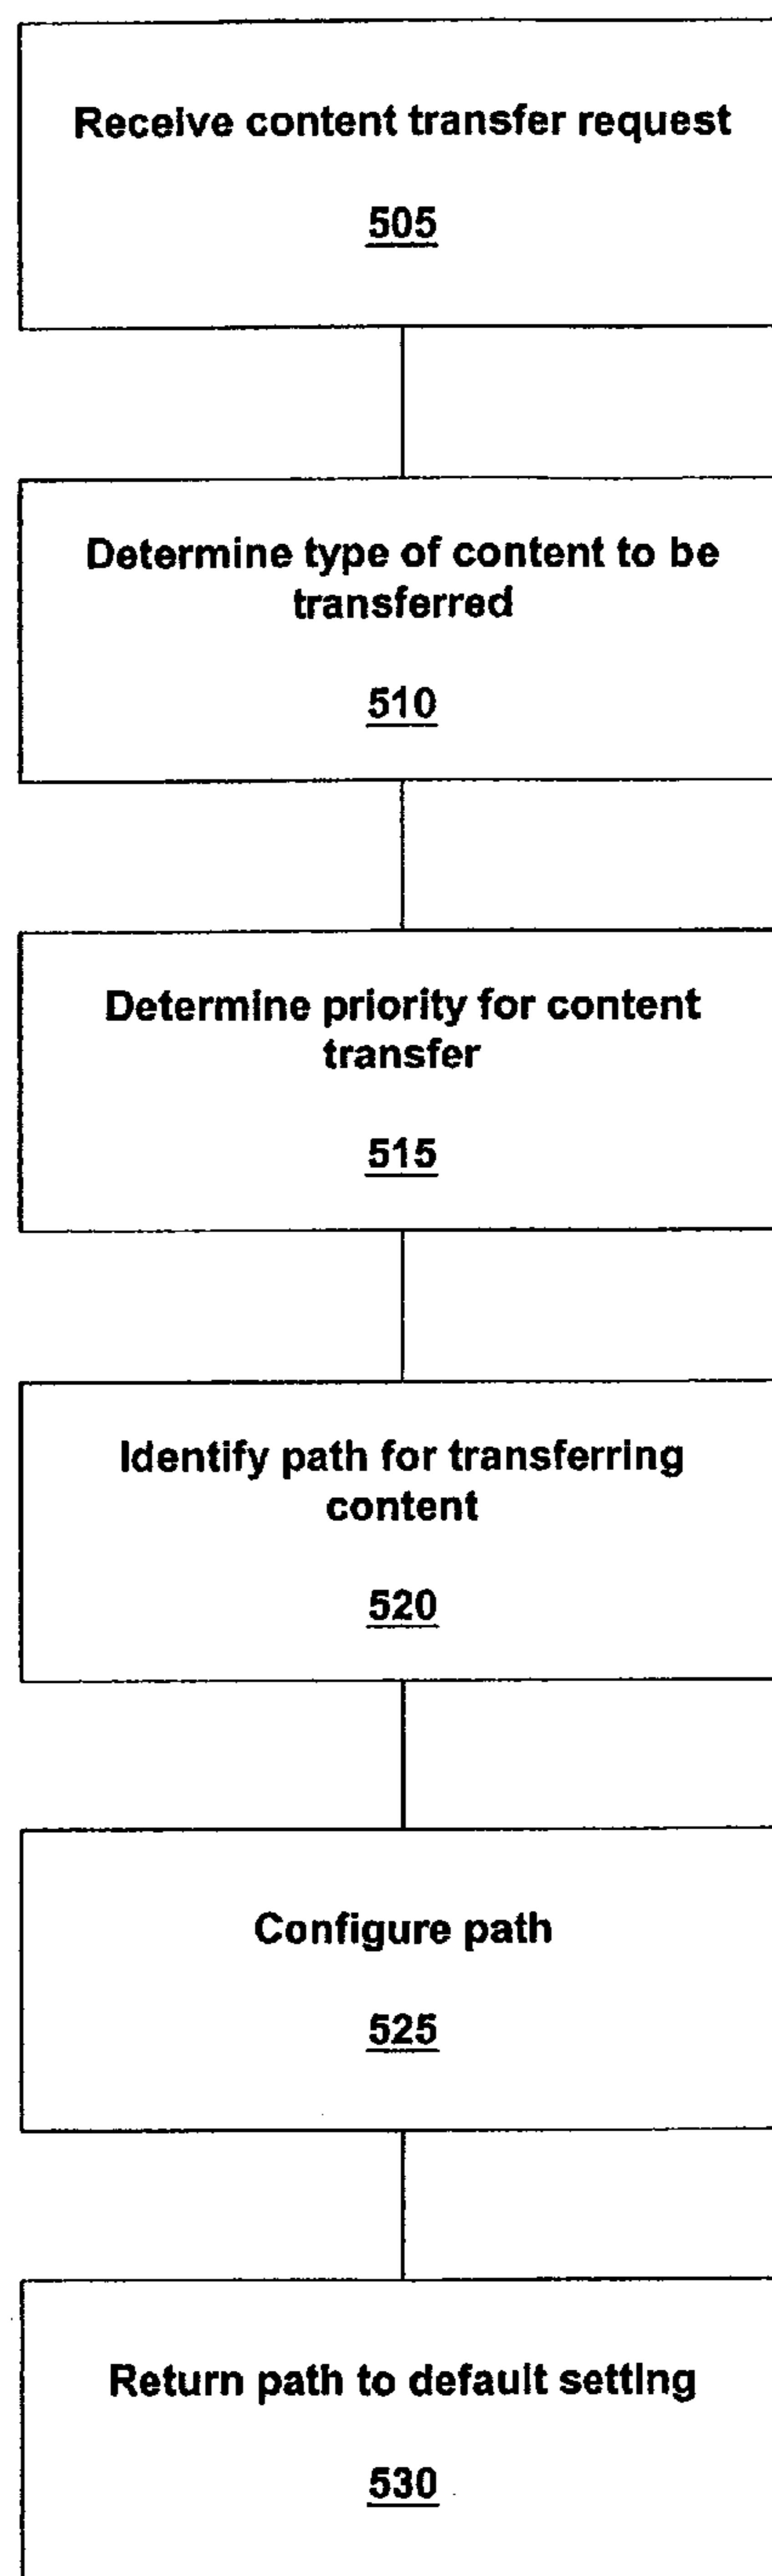 Receive content transfer request
505
Determine type of content to be
transferred
510
Determine priority for content
transfer
515
Identify path for transferring
content
520
Configure path
525
Return path to default setting
530